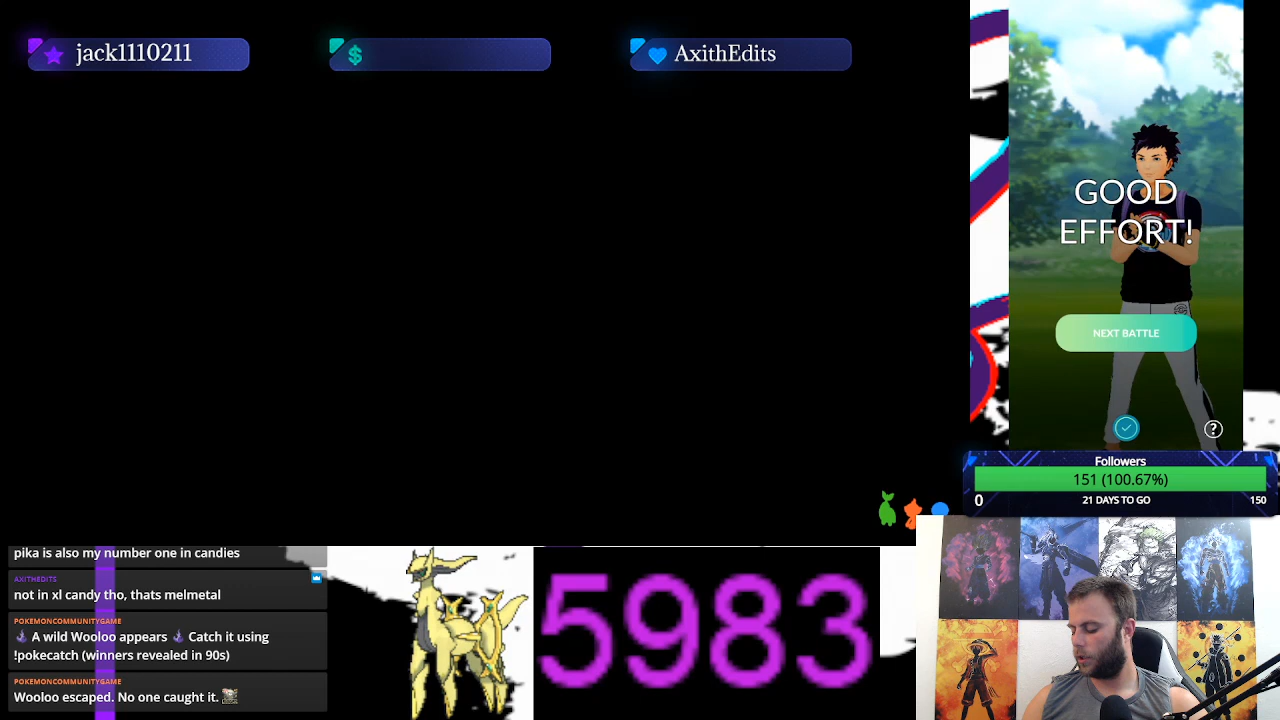 jack1110211
$
AxithEdits
GOOD
EFFORT!
NEXT BATTLE
?
Followers
151 (100.67%)
0
21 DAYS TO GO
150
pika is also my number one in candies
AXITHEDITS
not in xl candy tho, thats melmetal
POKEMONCOMMUNITYGAME
A wild Wooloo appears Catch it using
!pokecatch (winners revealed in 90s)
POKEMONCOMMUNITYGAME
Wooloo escaped. No one caught it.
5983